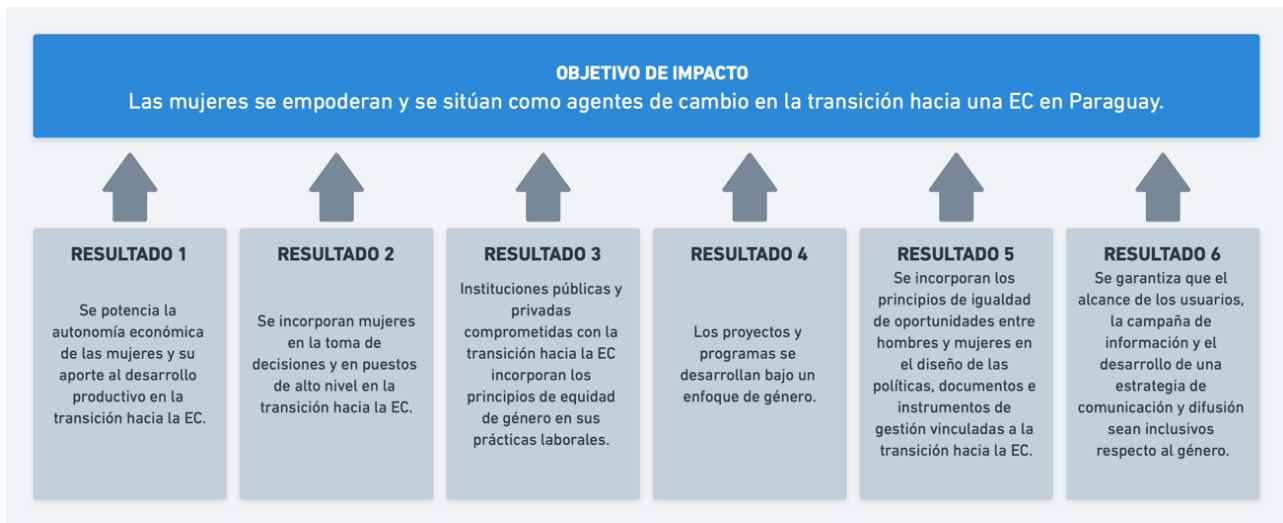 OBJETIVO DE IMPACTO
Las mujeres se empoderan y se sitúan como agentes de cambio en la transición hacia una EC en Paraguay.
RESULTADO 1
Se potencia la
autonomía económica
de las mujeres y su
aporte al desarrollo
productivo en la
transición hacia la EC.
RESULTADO 2
Se incorporan mujeres
en la toma de
decisiones y en puestos
de alto nivel en la
transición hacia la EC.
RESULTADO 3
Instituciones públicas y
privadas
comprometidas con la
transición hacia la EC
incorporan los
principios de equidad
de género en sus
prácticas laborales.
RESULTADO 4
Los proyectos y
programas se
desarrollan bajo un
enfoque de género.
RESULTADO 5
Se incorporan los
principios de igualdad
de oportunidades entre
hombres y mujeres en
el diseño de las
políticas, documentos e
instrumentos de
gestión vinculadas a la
transición hacia la EC.
RESULTADO 6
Se garantiza que el
alcance de los usuarios,
la campaña de
información y el
desarrollo de una
estrategia de
comunicación y difusión
sean inclusivos
respecto al género.